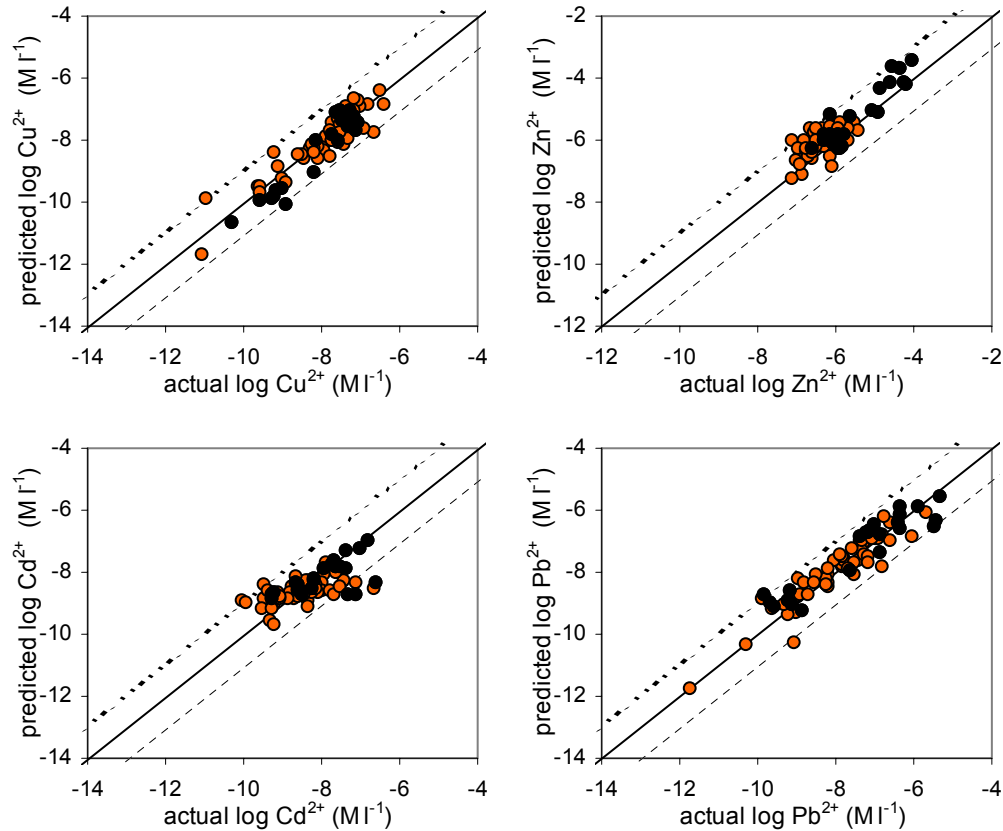 -4
-6
-8
-10
-12
-14
predicted log Cu²⁺ (M l⁻¹)
-14 -12 -10 -8 -6 -4
actual log Cu²⁺ (M l⁻¹)
-2
-4
-6
-8
-10
-12
predicted log Zn²⁺ (M l⁻¹)
-12 -10 -8 -6 -4 -2
actual log Zn²⁺ (M l⁻¹)
-4
-6
-8
-10
-12
-14
predicted log Cd²⁺ (M l⁻¹)
-14 -12 -10 -8 -6 -4
actual log Cd²⁺ (M l⁻¹)
-4
-6
-8
-10
-12
-14
predicted log Pb²⁺ (M l⁻¹)
-14 -12 -10 -8 -6 -4
actual log Pb²⁺ (M l⁻¹)